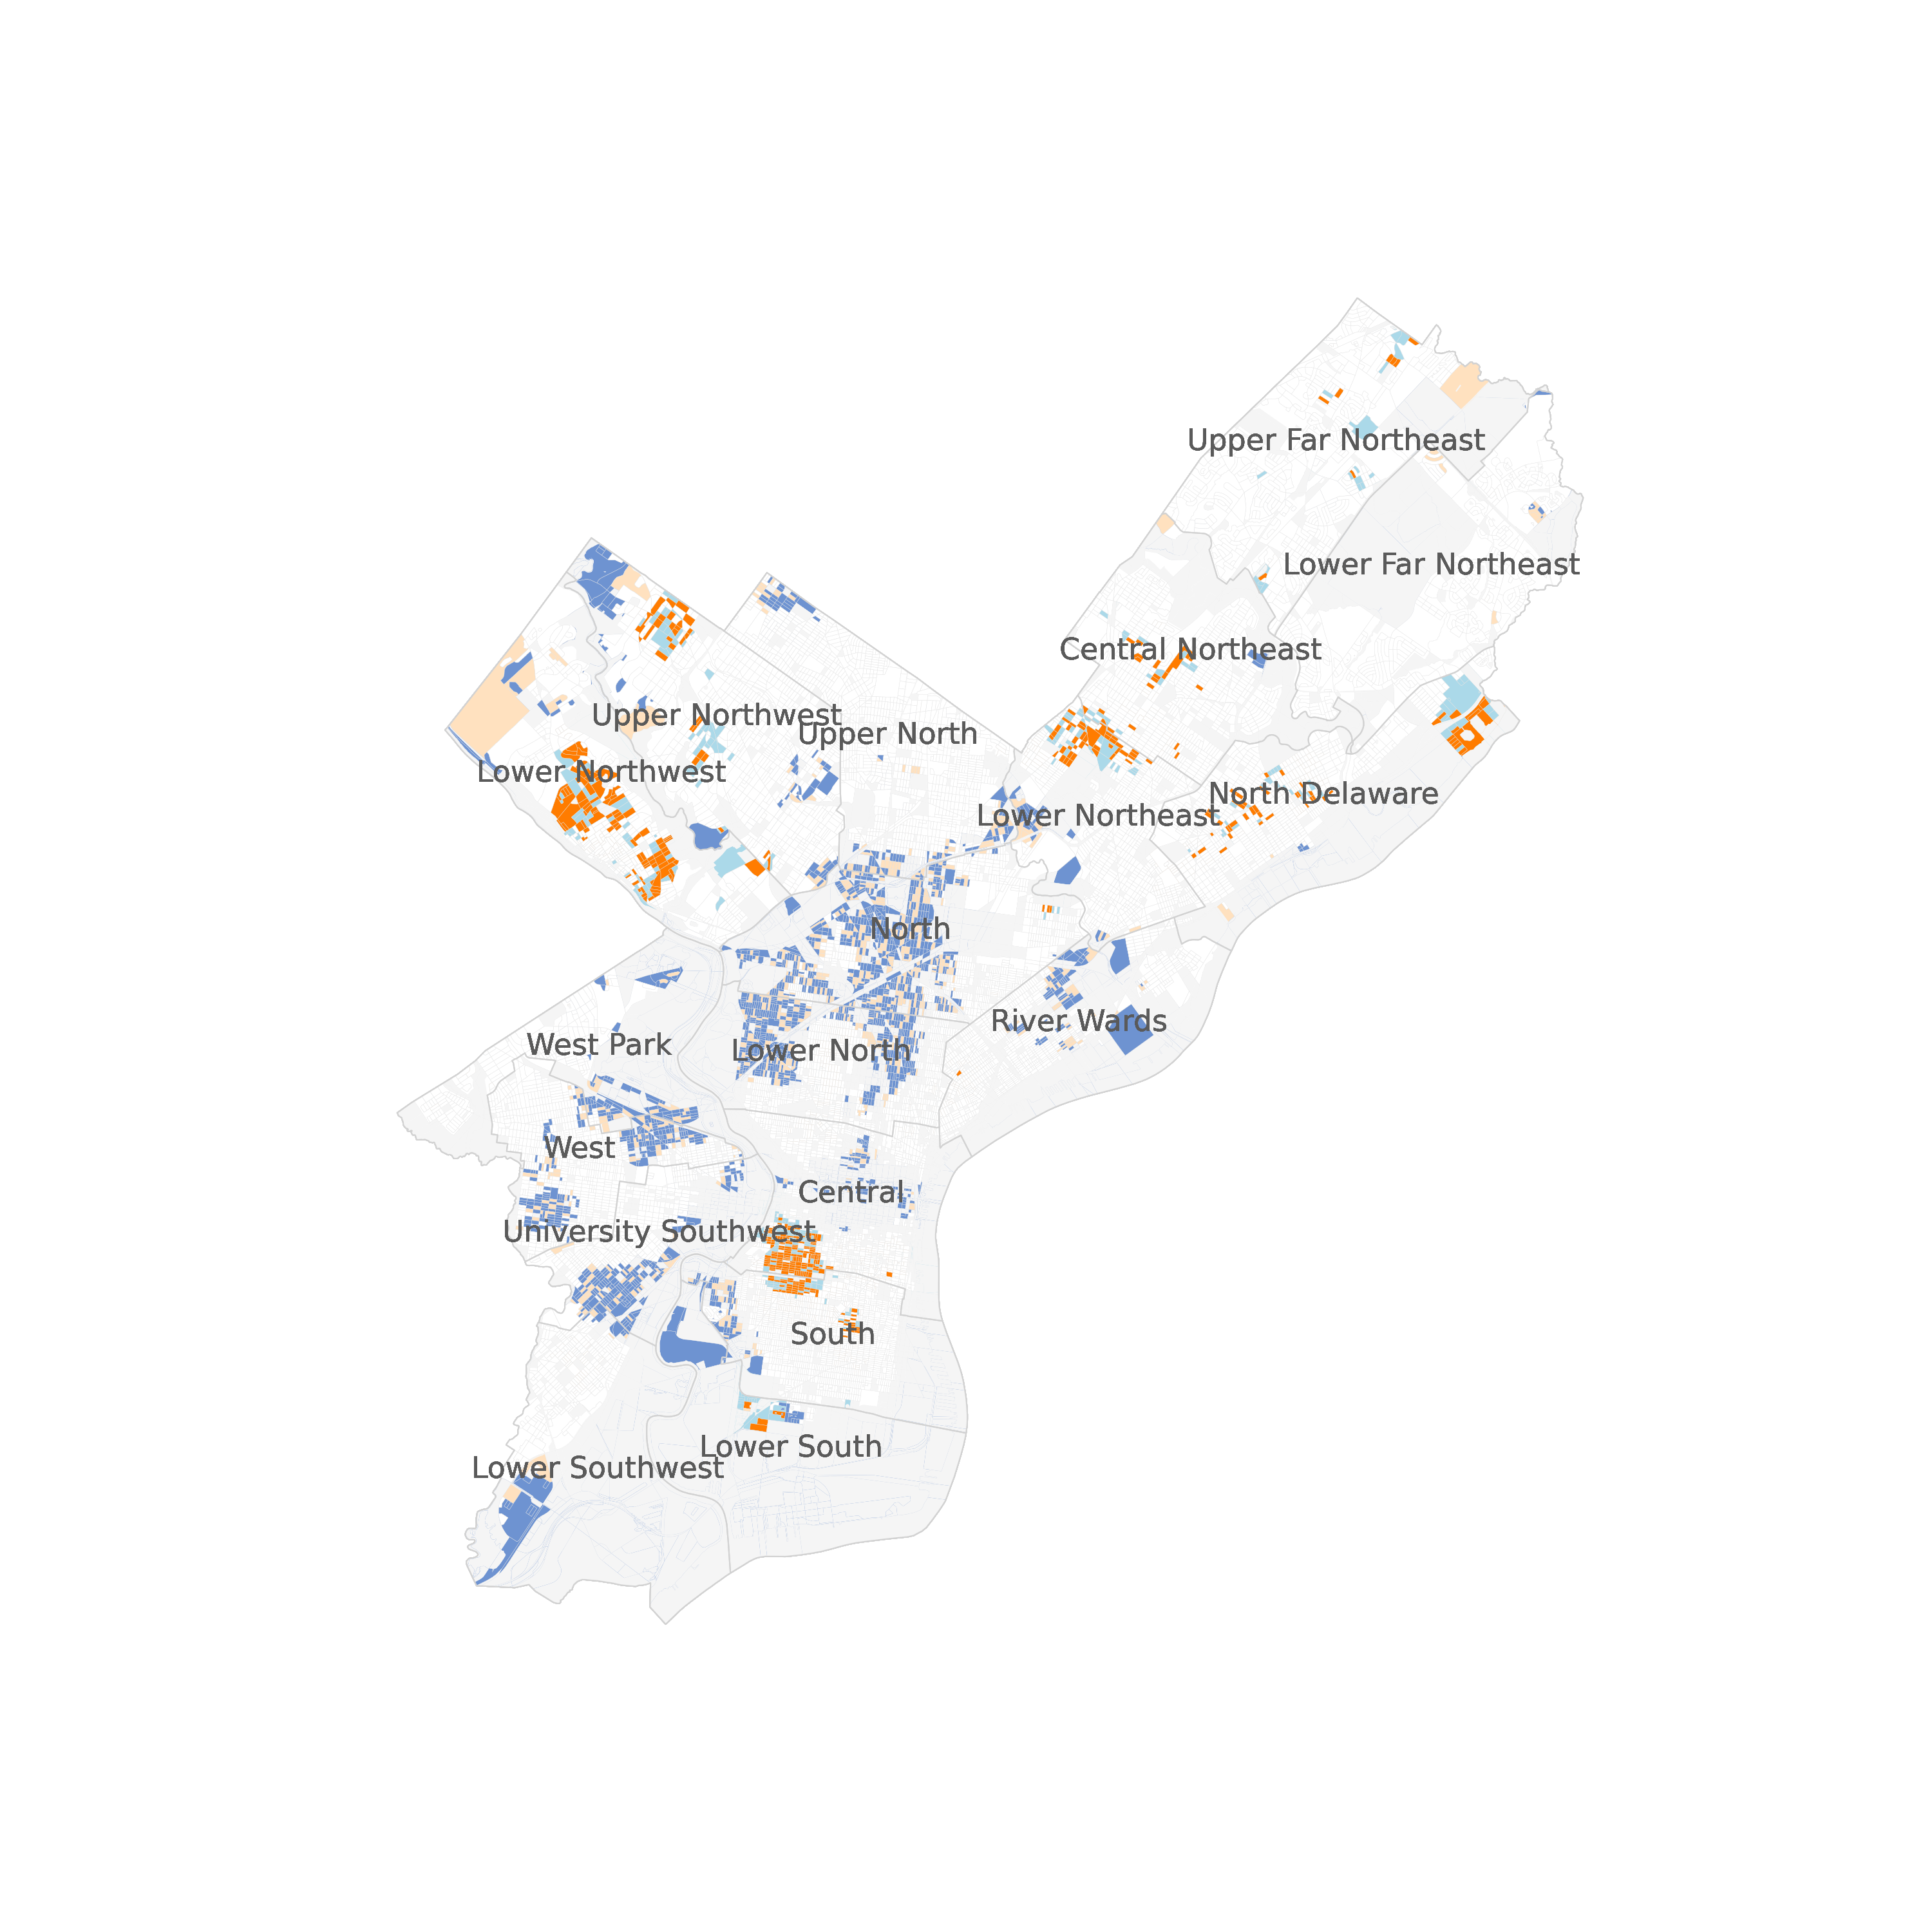 Upper Far Northeast
Lower Far Northeast
Central Northeast
Upper Northwest
Upper North
Lower Northwest
North Delaware
Lower Northeast
North
River Wards
West Park
Lower North
West
Central
University Southwest
South
Lower South
Lower Southwest